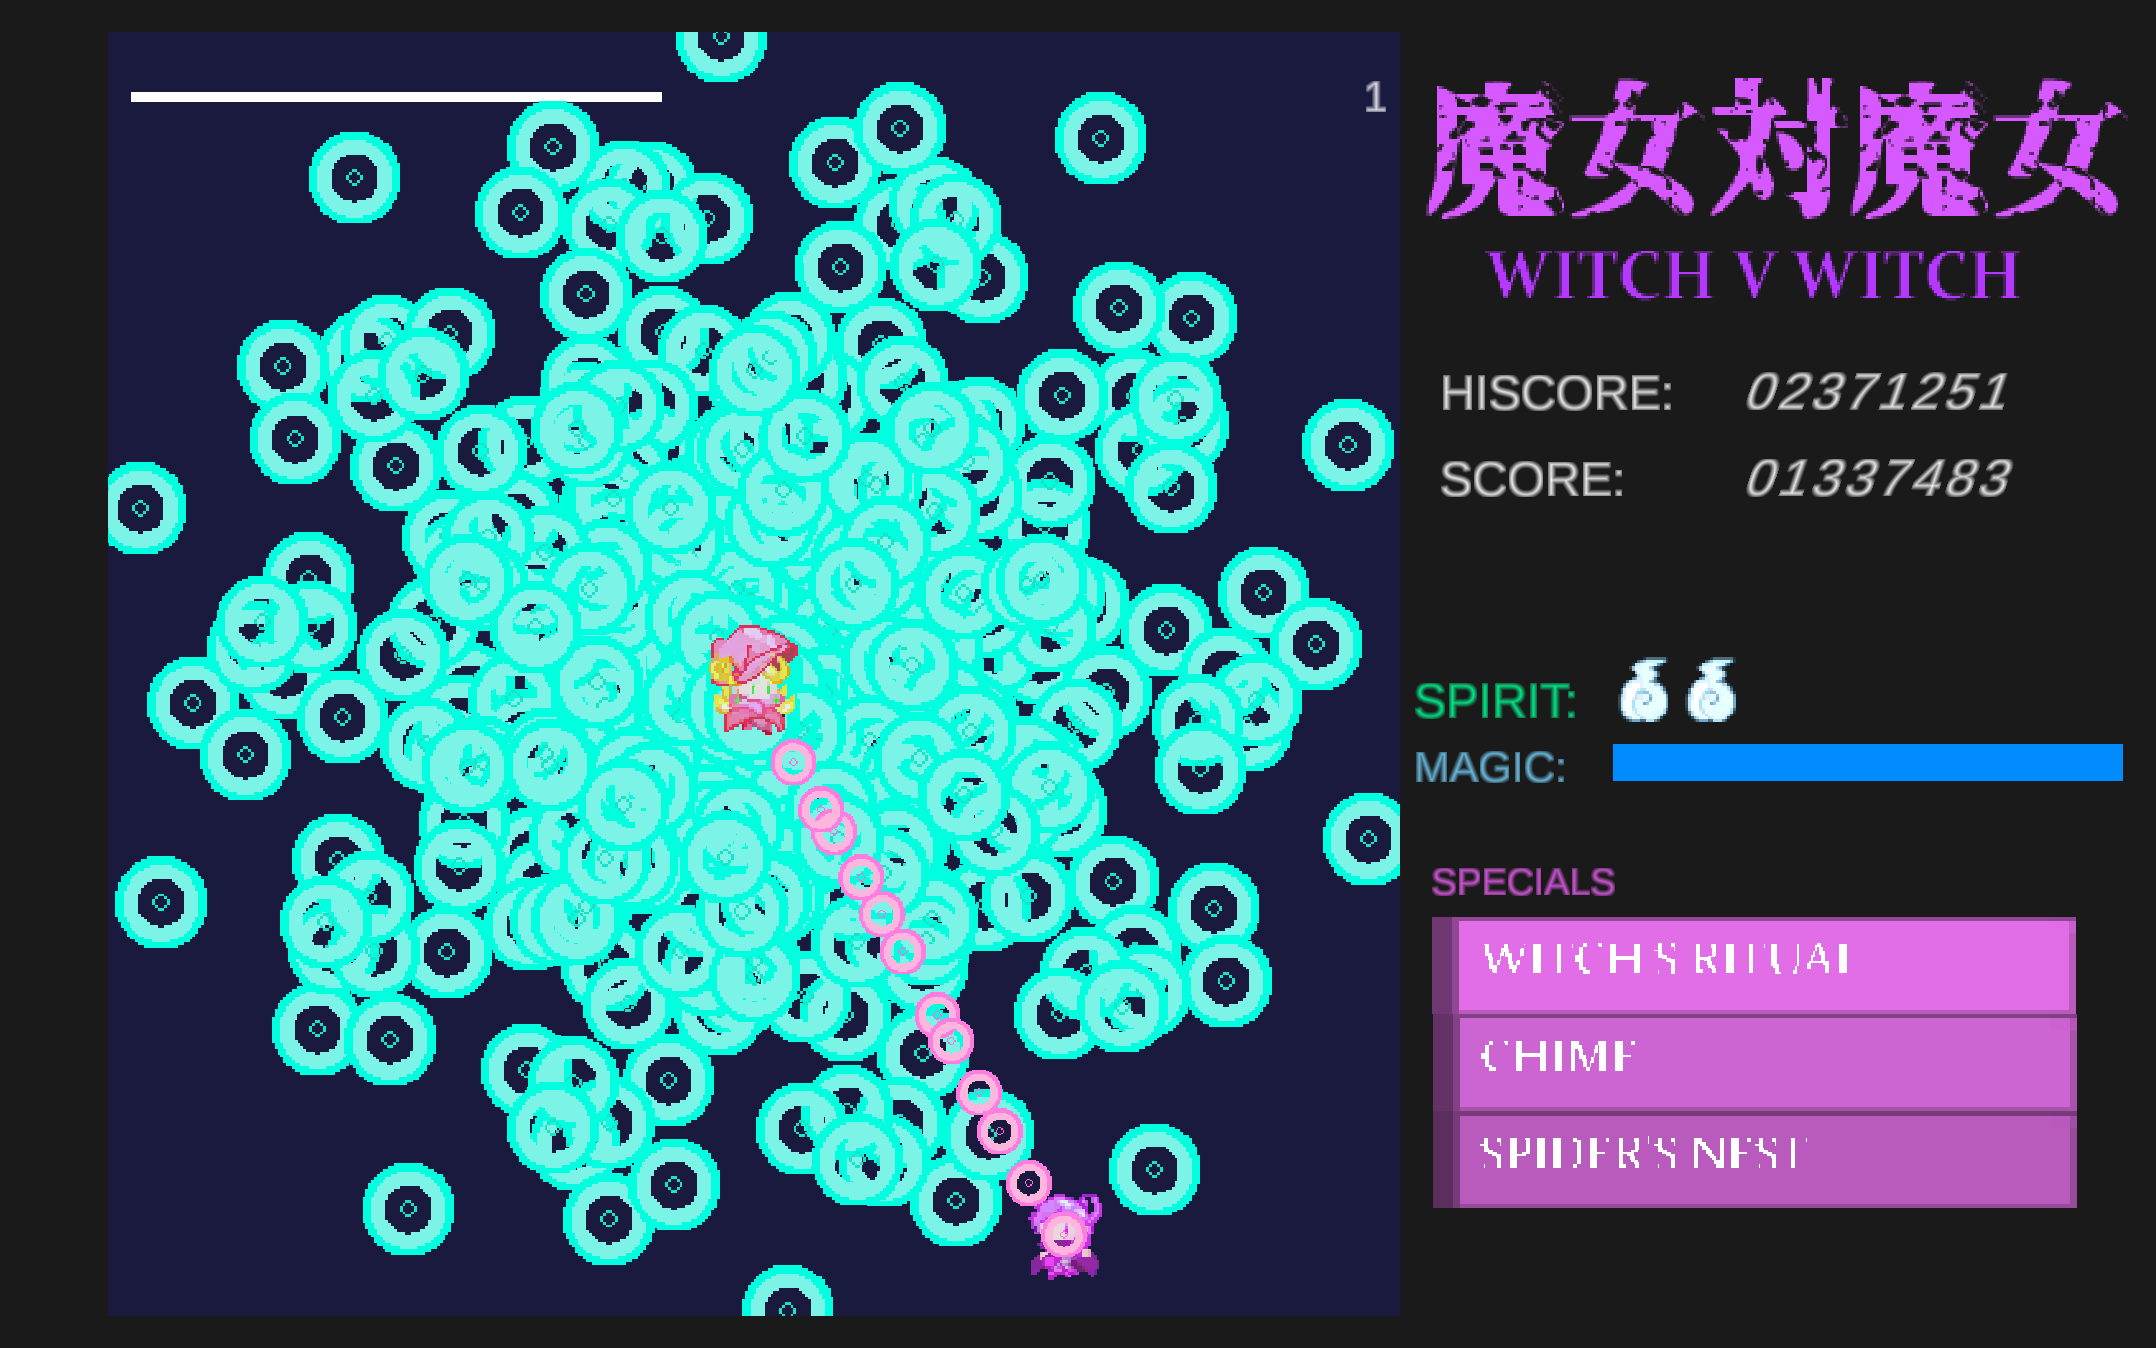 1
魔女対魔女
WITCH V WITCH
HISCORE: 02371251
SCORE: 01337483
SPIRIT:
MAGIC:
SPECIALS
WITCH'S RITUAL
CHIME
SPIDER'S NEST